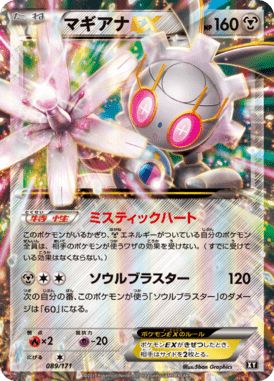 たね
マギアナEX
HP160
とくせい
特性 ミスティックハート
このポケモンがいるかぎり、エネルギーがついている自分のポケモン
全員は、相手のポケモンが使うワザの効果を受けない。(すでに受けて
いる効果はなくならない。)
ソウルブラスター 120
次の自分の番、このポケモンが使う「ソウルブラスター」のダメージ
は「60」になる。
弱点
×2
抵抗力
-20
にげる
ポケモンEXのルール
ポケモンEXがきぜつしたとき、
相手はサイドを2枚とる。
089/171
Illus.5ban Graphics
XY